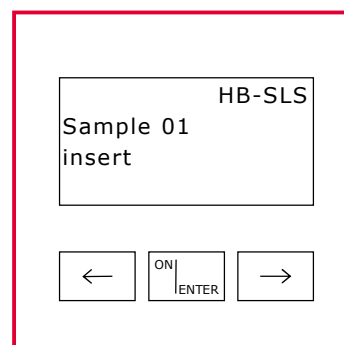 HB-SLS
Sample 01
insert
←
ON
ENTER
→